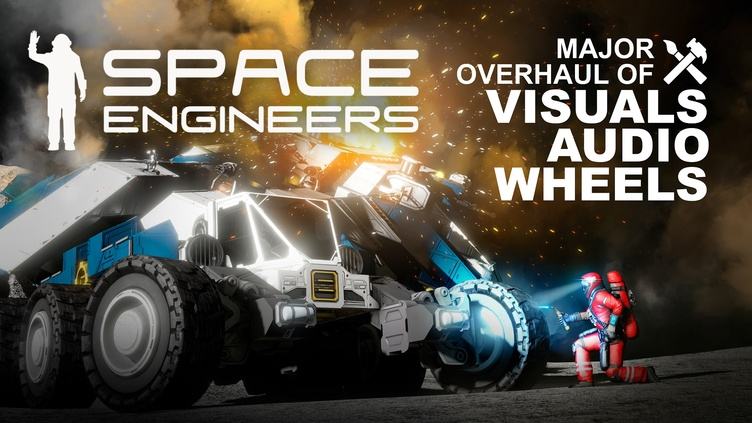 SPACE
ENGINEERS
MAJOR
OVERHAUL OF
VISUALS
AUDIO
WHEELS